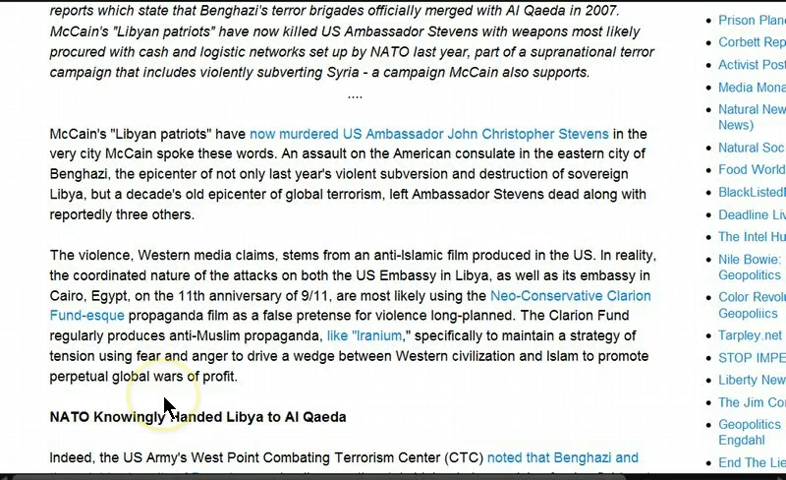 reports which state that Benghazi's terror brigades officially merged with Al Qaeda in 2007.
McCain's "Libyan patriots" have now killed US Ambassador Stevens with weapons most likely
procured with cash and logistic networks set up by NATO last year, part of a supranational terror
campaign that includes violently subverting Syria - a campaign McCain also supports.
....
McCain's "Libyan patriots" have now murdered US Ambassador John Christopher Stevens in the
very city McCain spoke these words. An assault on the American consulate in the eastern city of
Benghazi, the epicenter of not only last year's violent subversion and destruction of sovereign
Libya, but a decade's old epicenter of global terrorism, left Ambassador Stevens dead along with
reportedly three others.
The violence, Western media claims, stems from an anti-Islamic film produced in the US. In reality,
the coordinated nature of the attacks on both the US Embassy in Libya, as well as its embassy in
Cairo, Egypt, on the 11th anniversary of 9/11, are most likely using the Neo-Conservative Clarion
Fund-esque propaganda film as a false pretense for violence long-planned. The Clarion Fund
regularly produces anti-Muslim propaganda, like "Iranium," specifically to maintain a strategy of
tension using fear and anger to drive a wedge between Western civilization and Islam to promote
perpetual global wars of profit.
NATO Knowingly Handed Libya to Al Qaeda
Indeed, the US Army's West Point Combating Terrorism Center (CTC) noted that Benghazi and
Prison Plane
Corbett Rep
Activist Post
Media Mona
Natural New
News)
Natural Soc
Food World
BlackListedN
Deadline Liv
The Intel Hu
Nile Bowie:
Geopolitics
Color Revolu
Geopoliics
Tarpley.net
STOP IMPE
Liberty New
The Jim Co
Geopolitics
Engdahl
End The Lie